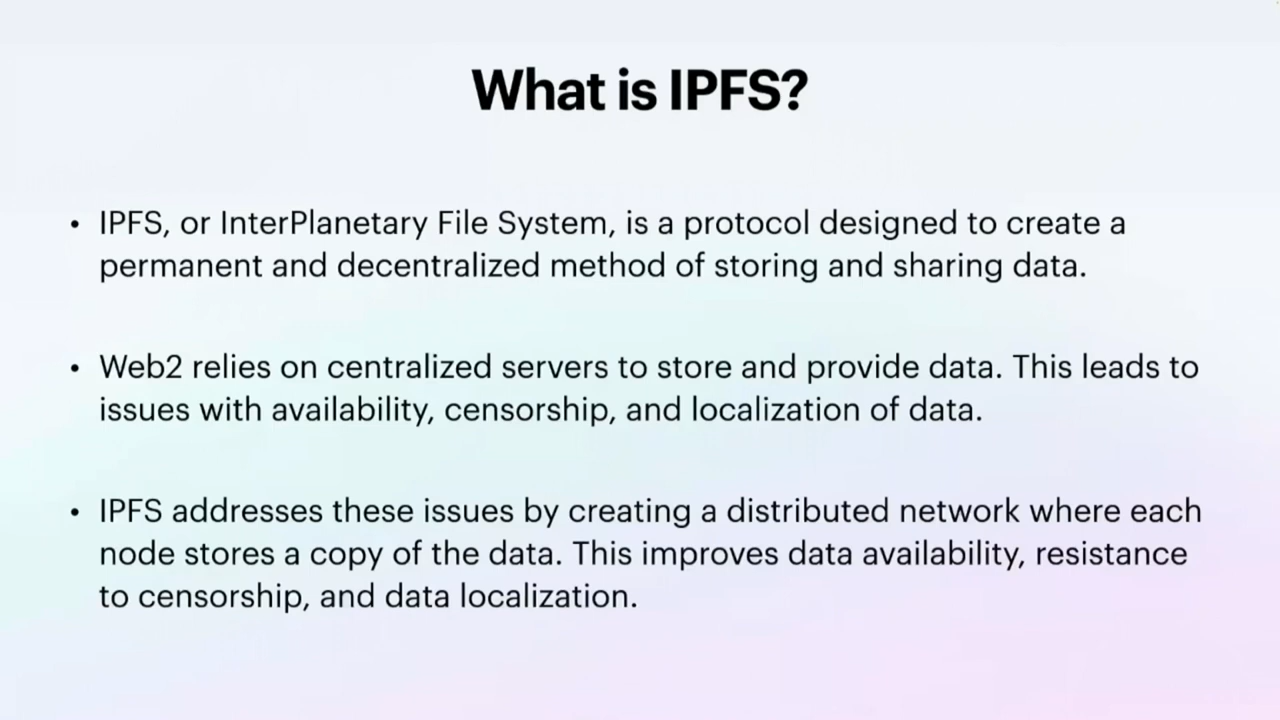 What is IPFS?
• IPFS, or InterPlanetary File System, is a protocol designed to create a
permanent and decentralized method of storing and sharing data.
• Web2 relies on centralized servers to store and provide data. This leads to
issues with availability, censorship, and localization of data.
• IPFS addresses these issues by creating a distributed network where each
node stores a copy of the data. This improves data availability, resistance
to censorship, and data localization.